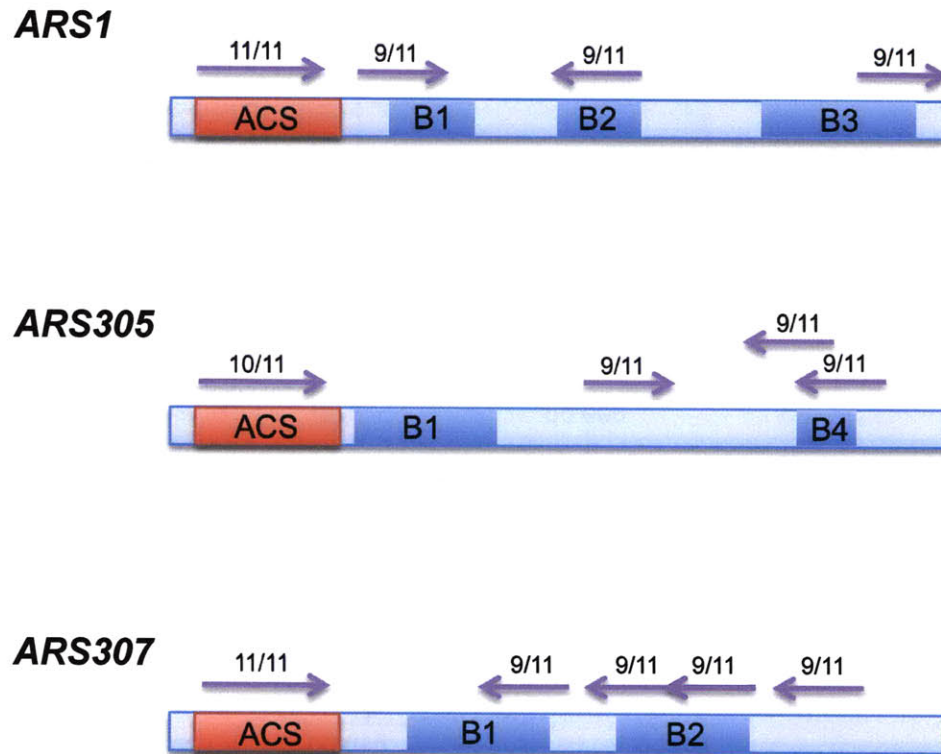 ARS1
11/11 9/11 9/11 9/11
ACS B1 B2 B3
ARS305
9/11
10/11 9/11 9/11
ACS B1 B4
ARS307
11/11 9/11 9/11 9/11 9/11
ACS B1 B2